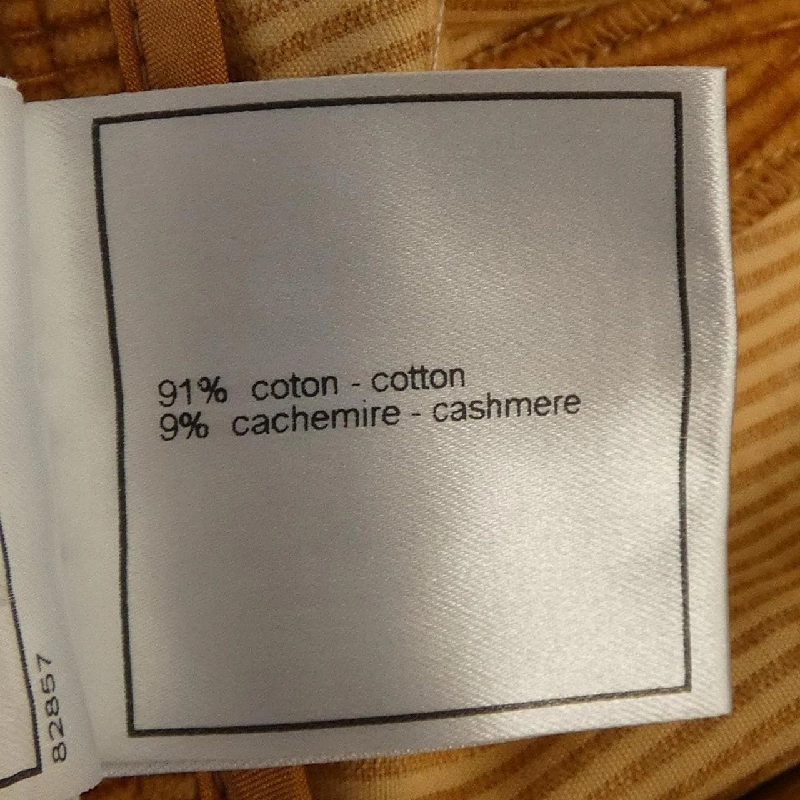 91% coton - cotton
9% cachemire - cashmere
82857